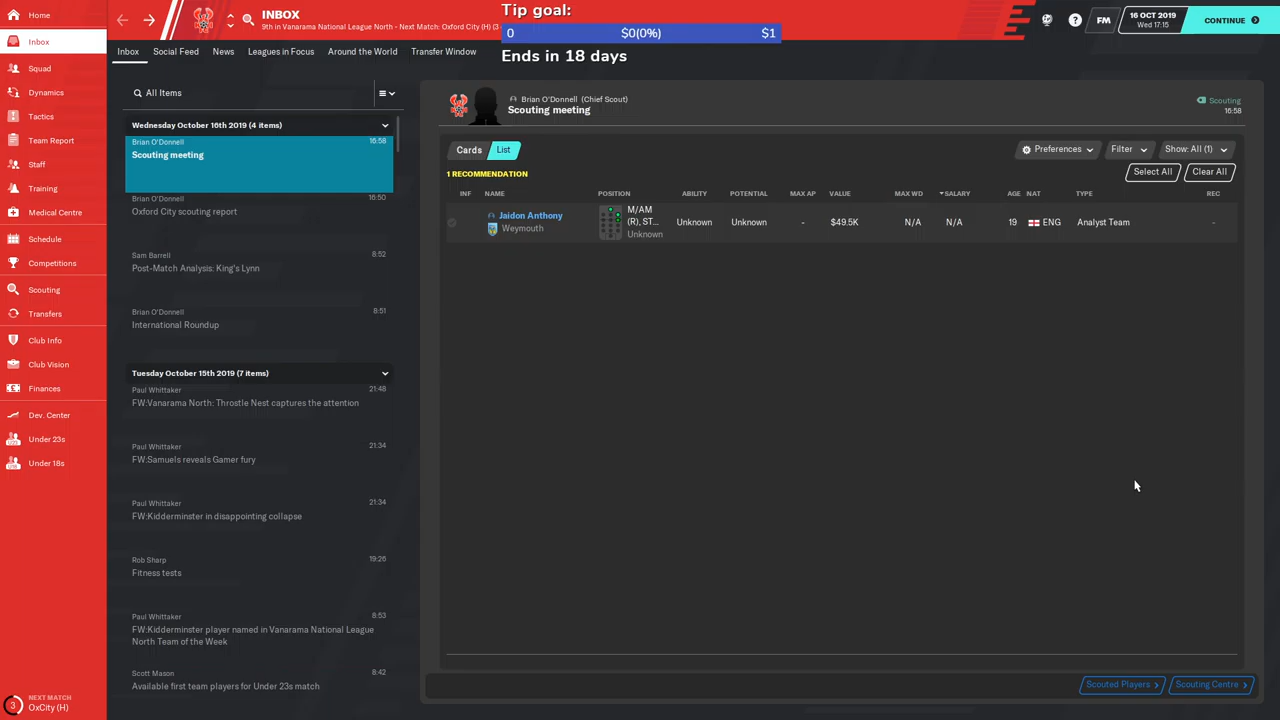 Home
Inbox
Squad
Dynamics
Tactics
Team Report
Staff
Training
Medical Centre
Schedule
Competitions
Scouting
Transfers
Club Info
Club Vision
Finances
Dev. Center
Under 23s
Under 18s
3
NEXT MATCH
OxCity (H)
INBOX
9th in Vanarama National League North - Next Match: Oxford City (H) (3
Tip goal:
0 $0(0%) $1
Ends in 18 days
FM
16 OCT 2019
Wed 17:15
CONTINUE
Inbox Social Feed News Leagues in Focus Around the World Transfer Window
All Items
Wednesday October 16th 2019 (4 items)
Brian O'Donnell 16:58
Scouting meeting
Brian O'Donnell 16:50
Oxford City scouting report
Sam Barrell 8:52
Post-Match Analysis: King's Lynn
Brian O'Donnell 8:51
International Roundup
Tuesday October 15th 2019 (7 items)
Paul Whittaker 21:48
FW:Vanarama North: Throstle Nest captures the attention
Paul Whittaker 21:34
FW:Samuels reveals Gamer fury
Paul Whittaker 21:34
FW:Kidderminster in disappointing collapse
Rob Sharp 19:26
Fitness tests
Paul Whittaker 8:53
FW:Kidderminster player named in Vanarama National League
North Team of the Week
Scott Mason 8:42
Available first team players for Under 23s match
Brian O'Donnell (Chief Scout)
Scouting meeting
Scouting
16:58
Cards List
Preferences Filter Show: All (1)
1 RECOMMENDATION
Select All Clear All
INF NAME POSITION ABILITY POTENTIAL MAX AP VALUE MAX WD SALARY AGE NAT TYPE REC
Jaidon Anthony
Weymouth
M/AM
(R), ST...
Unknown
Unknown Unknown - $49.5K N/A N/A 19 ENG Analyst Team -
Scouted Players Scouting Centre